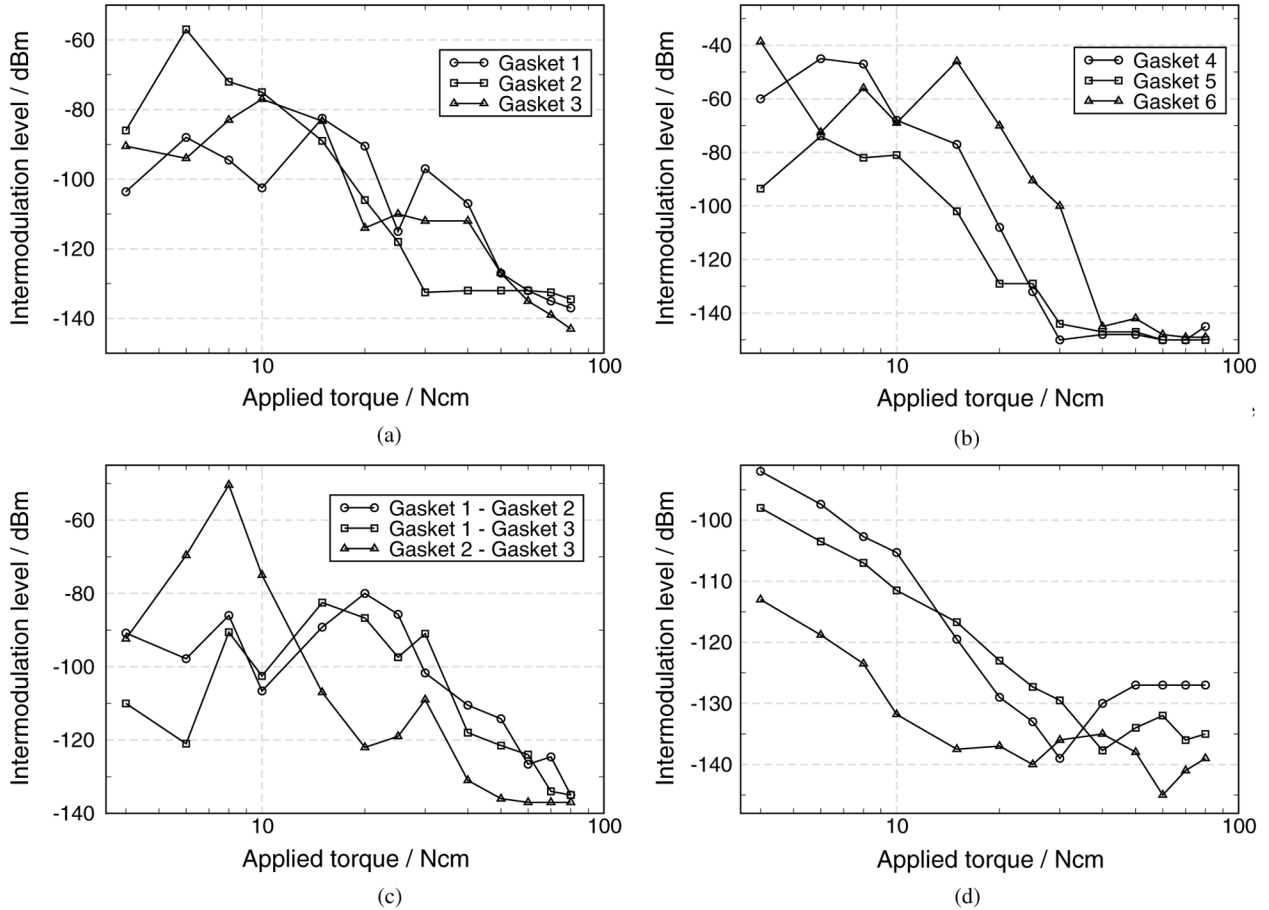 -60
-80
-100
-120
-140
Intermodulation level / dBm
Gasket 1
Gasket 2
Gasket 3
10
100
Applied torque / Ncm
(a)
-40
-60
-80
-100
-120
-140
Intermodulation level / dBm
Gasket 4
Gasket 5
Gasket 6
10
100
Applied torque / Ncm
(b)
,
-60
-80
-100
-120
-140
Intermodulation level / dBm
Gasket 1 - Gasket 2
Gasket 1 - Gasket 3
Gasket 2 - Gasket 3
10
100
Applied torque / Ncm
(c)
-100
-110
-120
-130
-140
Intermodulation level / dBm
10
100
Applied torque / Ncm
(d)